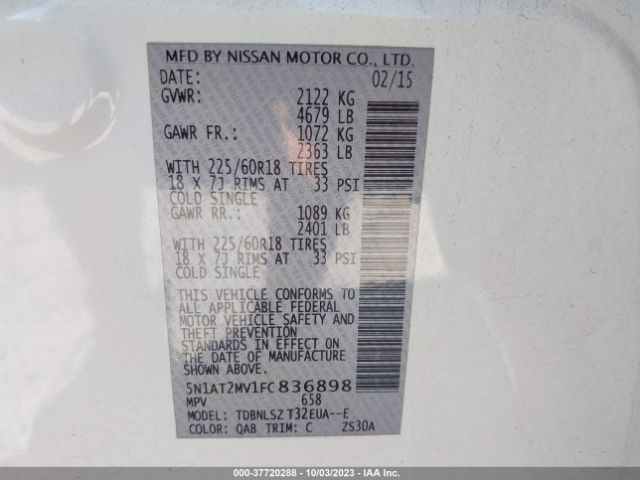 MFD BY NISSAN MOTOR CO., LTD.
DATE: 02/15
GVWR: 2122 KG
4679 LB
GAWR FR.: 1072 KG
2363 LB
WITH 225/60R18 TIRES
18 X 7J RIMS AT 33 PSI
COLD SINGLE
GAWR RR.: 1089 KG
2401 LB
WITH 225/60R18 TIRES
18 X 7J RIMS AT 33 PSI
COLD SINGLE
THIS VEHICLE CONFORMS TO
ALL APPLICABLE FEDERAL
MOTOR VEHICLE SAFETY AND
THEFT PREVENTION
STANDARDS IN EFFECT ON
THE DATE OF MANUFACTURE
SHOWN ABOVE.
5N1AT2MV1FC836898
MPV 658
MODEL: TDBNLSZ T32EUA--E
COLOR: QAB TRIM: C ZS30A
000-37720288 - 10/03/2023 - IAA Inc.